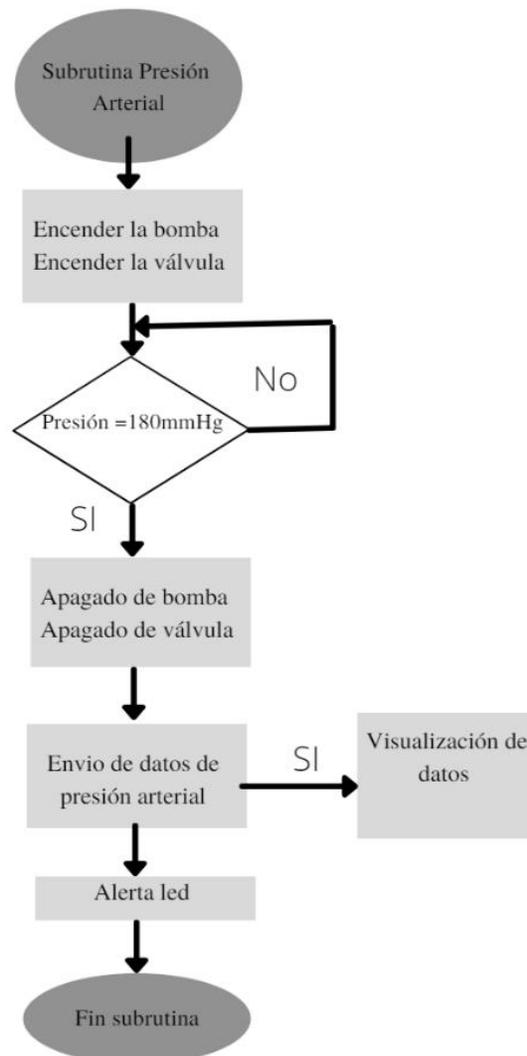 Subrutina Presión
Arterial
Encender la bomba
Encender la válvula
No
Presión =180mmHg
SI
Apagado de bomba
Apagado de válvula
Envio de datos de
presión arterial
SI
Visualización de
datos
Alerta led
Fin subrutina